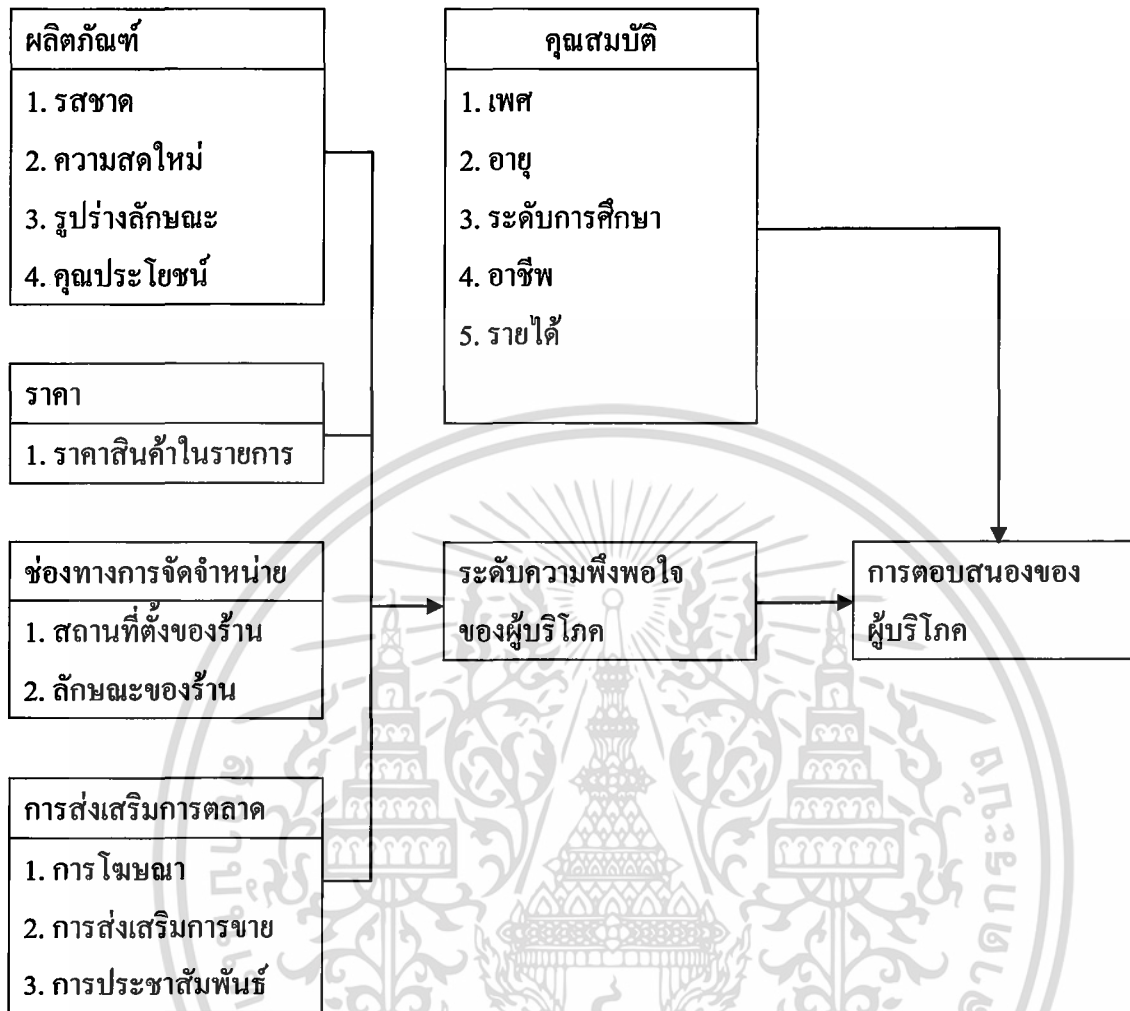 ผลิตภัณฑ์
1. รสชาด
2. ความสดใหม่
3. รูปร่างลักษณะ
4. คุณประโยชน์
ราคา
1. ราคาสินค้าในรายการ
ช่องทางการจัดจำหน่าย
1. สถานที่ตั้งของร้าน
2. ลักษณะของร้าน
การส่งเสริมการตลาด
1. การโฆษณา
2. การส่งเสริมการขาย
3. การประชาสัมพันธ์
คุณสมบัติ
1. เพศ
2. อายุ
3. ระดับการศึกษา
4. อาชีพ
5. รายได้
ระดับความพึงพอใจ
ของผู้บริโภค
การตอบสนองของ
ผู้บริโภค